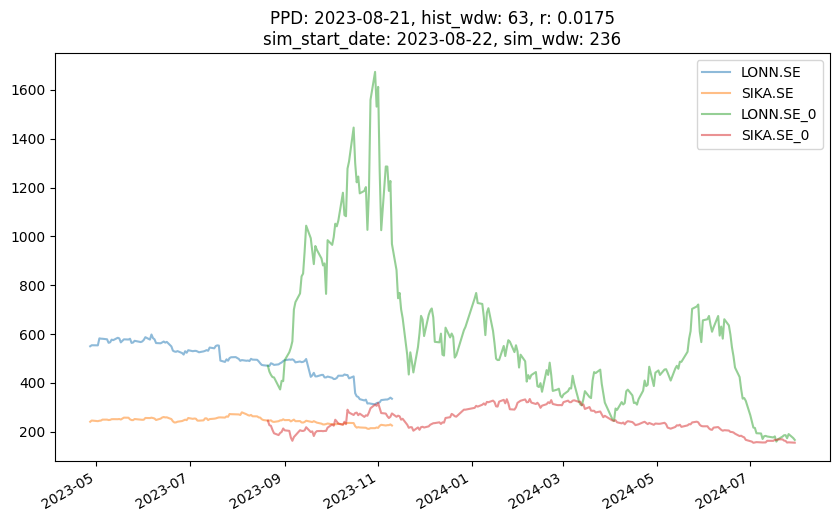 PPD: 2023-08-21, hist_wdw: 63, r: 0.0175
sim_start_date: 2023-08-22, sim_wdw: 236
LONN.SE
SIKA.SE
LONN.SE_0
SIKA.SE_0
1600
1400
1200
1000
800
600
400
200
2023-05
2023-07
2023-09
2023-11
2024-01
2024-03
2024-05
2024-07